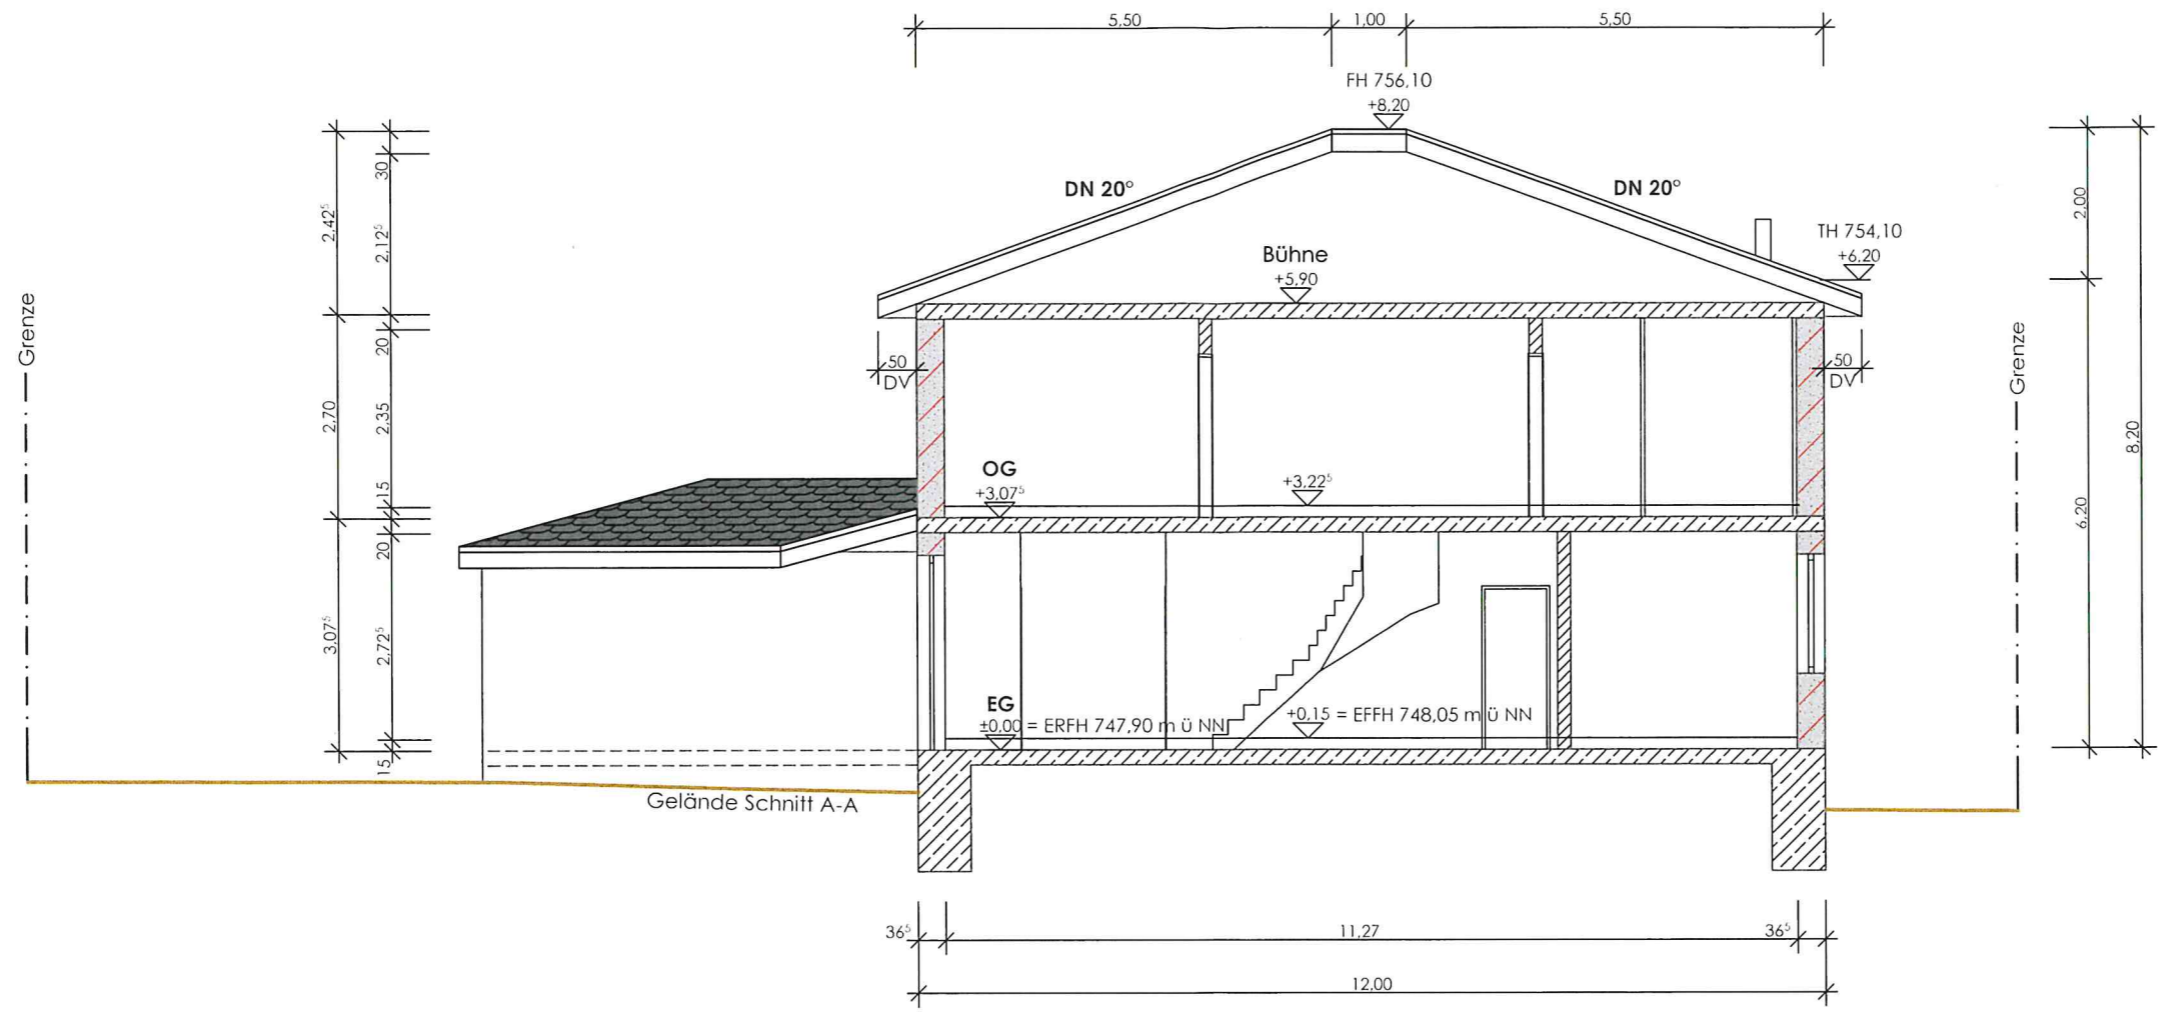 5,50
1,00
5,50
FH 756,10
+8,20
DN 20°
DN 20°
TH 754,10
+6,20
Bühne
+5,90
Grenze
Grenze
2,42⁵
2,70
3,07⁵
30
2,12⁵
20
2,35
15
20
2,72⁵
15
50
DV
50
DV
2,00
6,20
8,20
OG
+3,07⁵
+3,22⁵
EG
±0,00 = ERFH 747,90 m ü NN
+0,15 = EFFH 748,05 m ü NN
Gelände Schnitt A-A
36⁵
11,27
36⁵
12,00